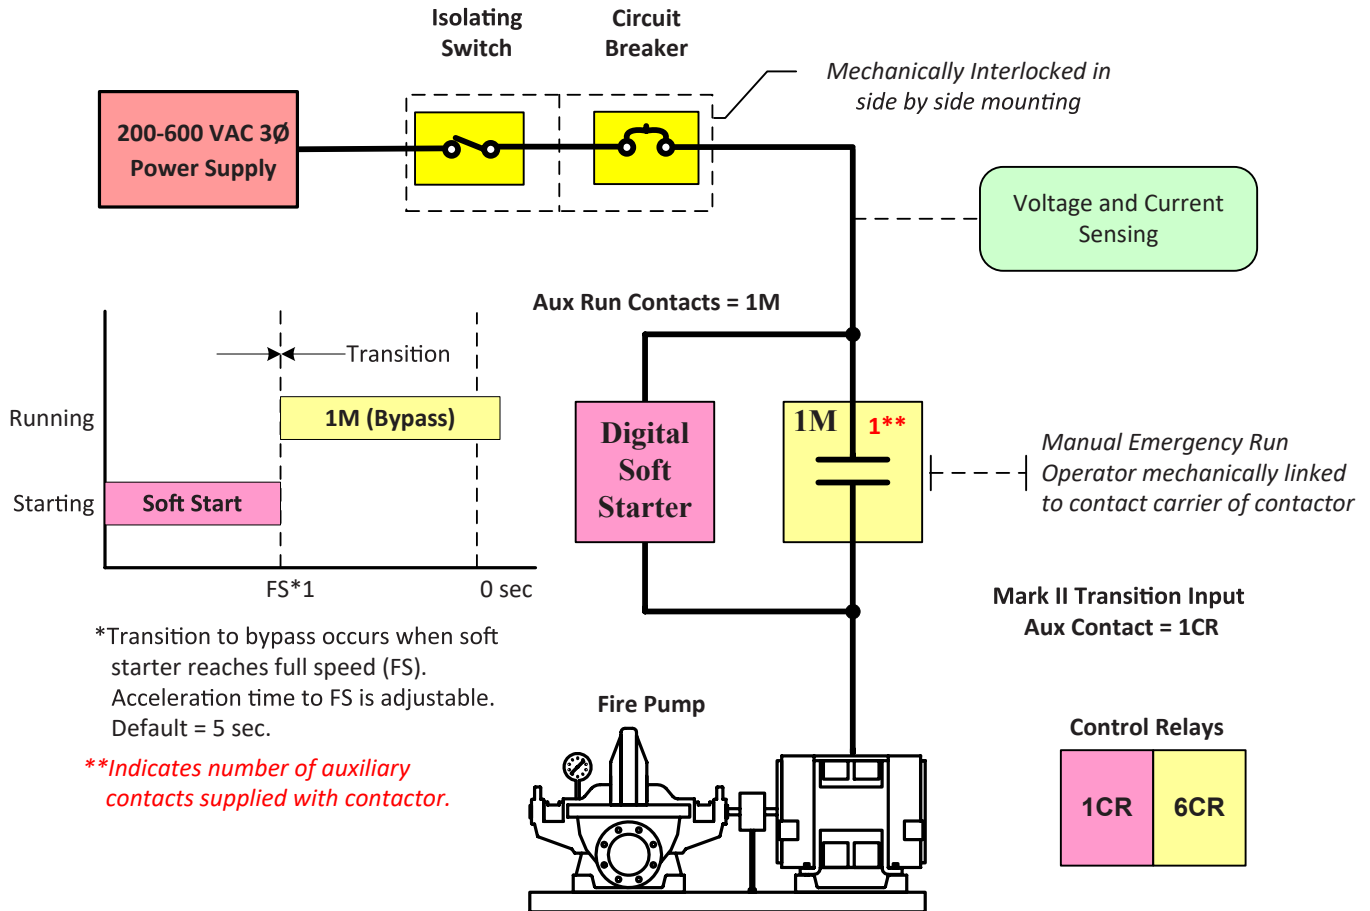 Isolating
Switch
Circuit
Breaker
Mechanically Interlocked in
side by side mounting
200-600 VAC 3Ø
Power Supply
Voltage and Current
Sensing
Aux Run Contacts = 1M
Transition
Running
1M (Bypass)
Starting
Soft Start
FS*1
0 sec
Digital
Soft
Starter
1M
1**
Manual Emergency Run
Operator mechanically linked
to contact carrier of contactor
Mark II Transition Input
Aux Contact = 1CR
*Transition to bypass occurs when soft
starter reaches full speed (FS).
Acceleration time to FS is adjustable.
Default = 5 sec.
**Indicates number of auxiliary
contacts supplied with contactor.
Fire Pump
Control Relays
1CR
6CR